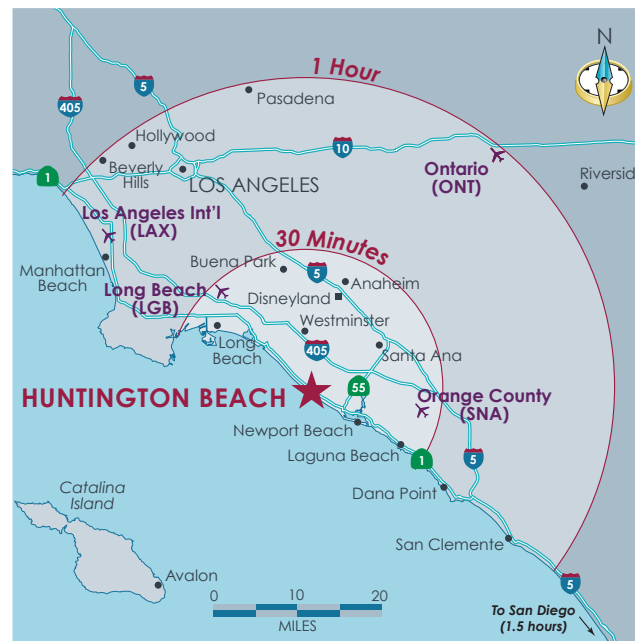 N
1 Hour
5
405
Pasadena
Hollywood
10
Beverly
Hills
LOS ANGELES
Ontario
(ONT)
Riversid
1
Los Angeles Int'l
(LAX)
30 Minutes
Manhattan
Beach
Buena Park
5
Anaheim
Long Beach
(LGB)
Disneyland
Westminster
Long
Beach
405
Santa Ana
HUNTINGTON BEACH
55
Orange County
(SNA)
Newport Beach
Laguna Beach
1
5
Dana Point
Catalina
Island
San Clemente
Avalon
5
0
10
20
MILES
To San Diego
(1.5 hours)